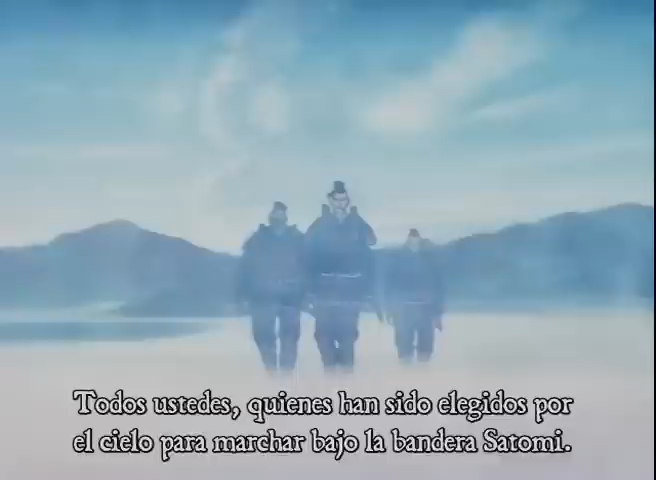 Todos ustedes, quienes han sido elegidos por
el cielo para marchar bajo la bandera Satomi.